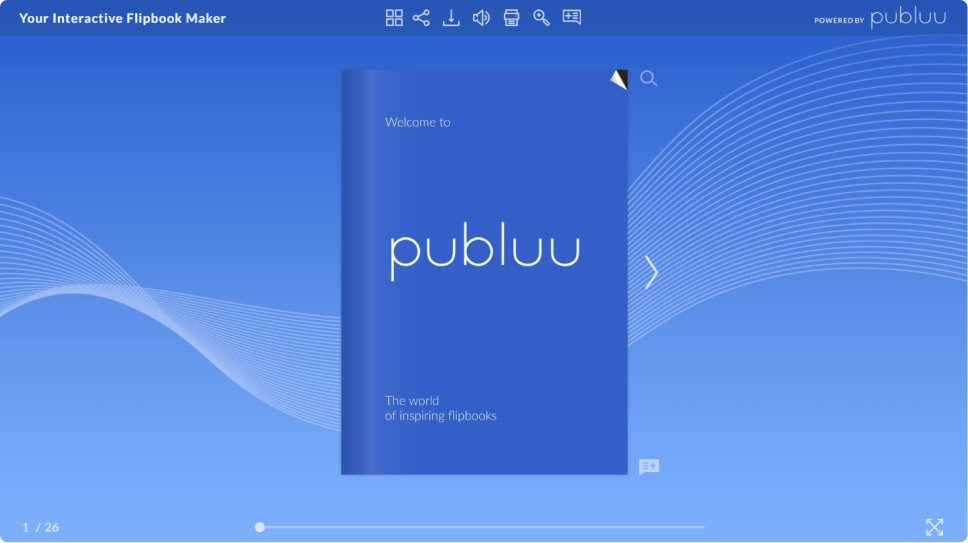 Your Interactive Flipbook Maker
POWERED BY publuu
Welcome to
publuu
The world
of inspiring flipbooks
1 / 26